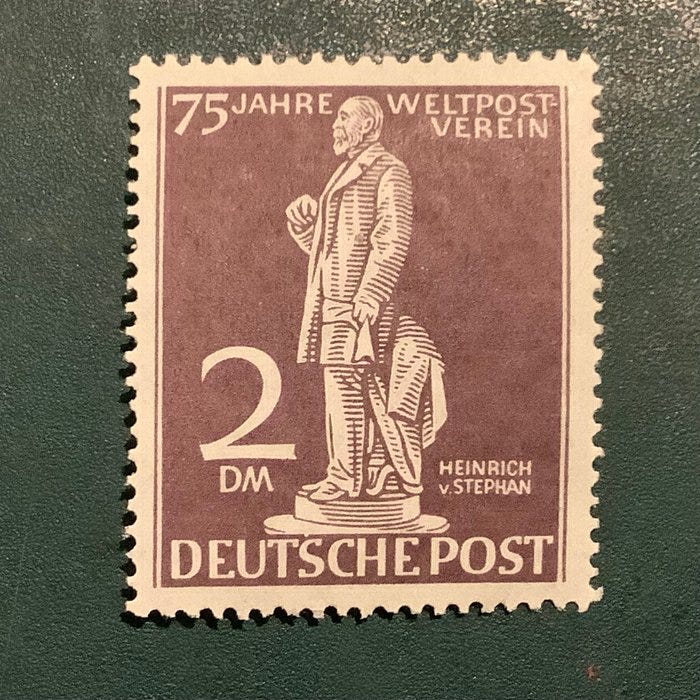 75 JAHRE WELTPOST-
VEREIN
2
DM
HEINRICH
v. STEPHAN
DEUTSCHE POST